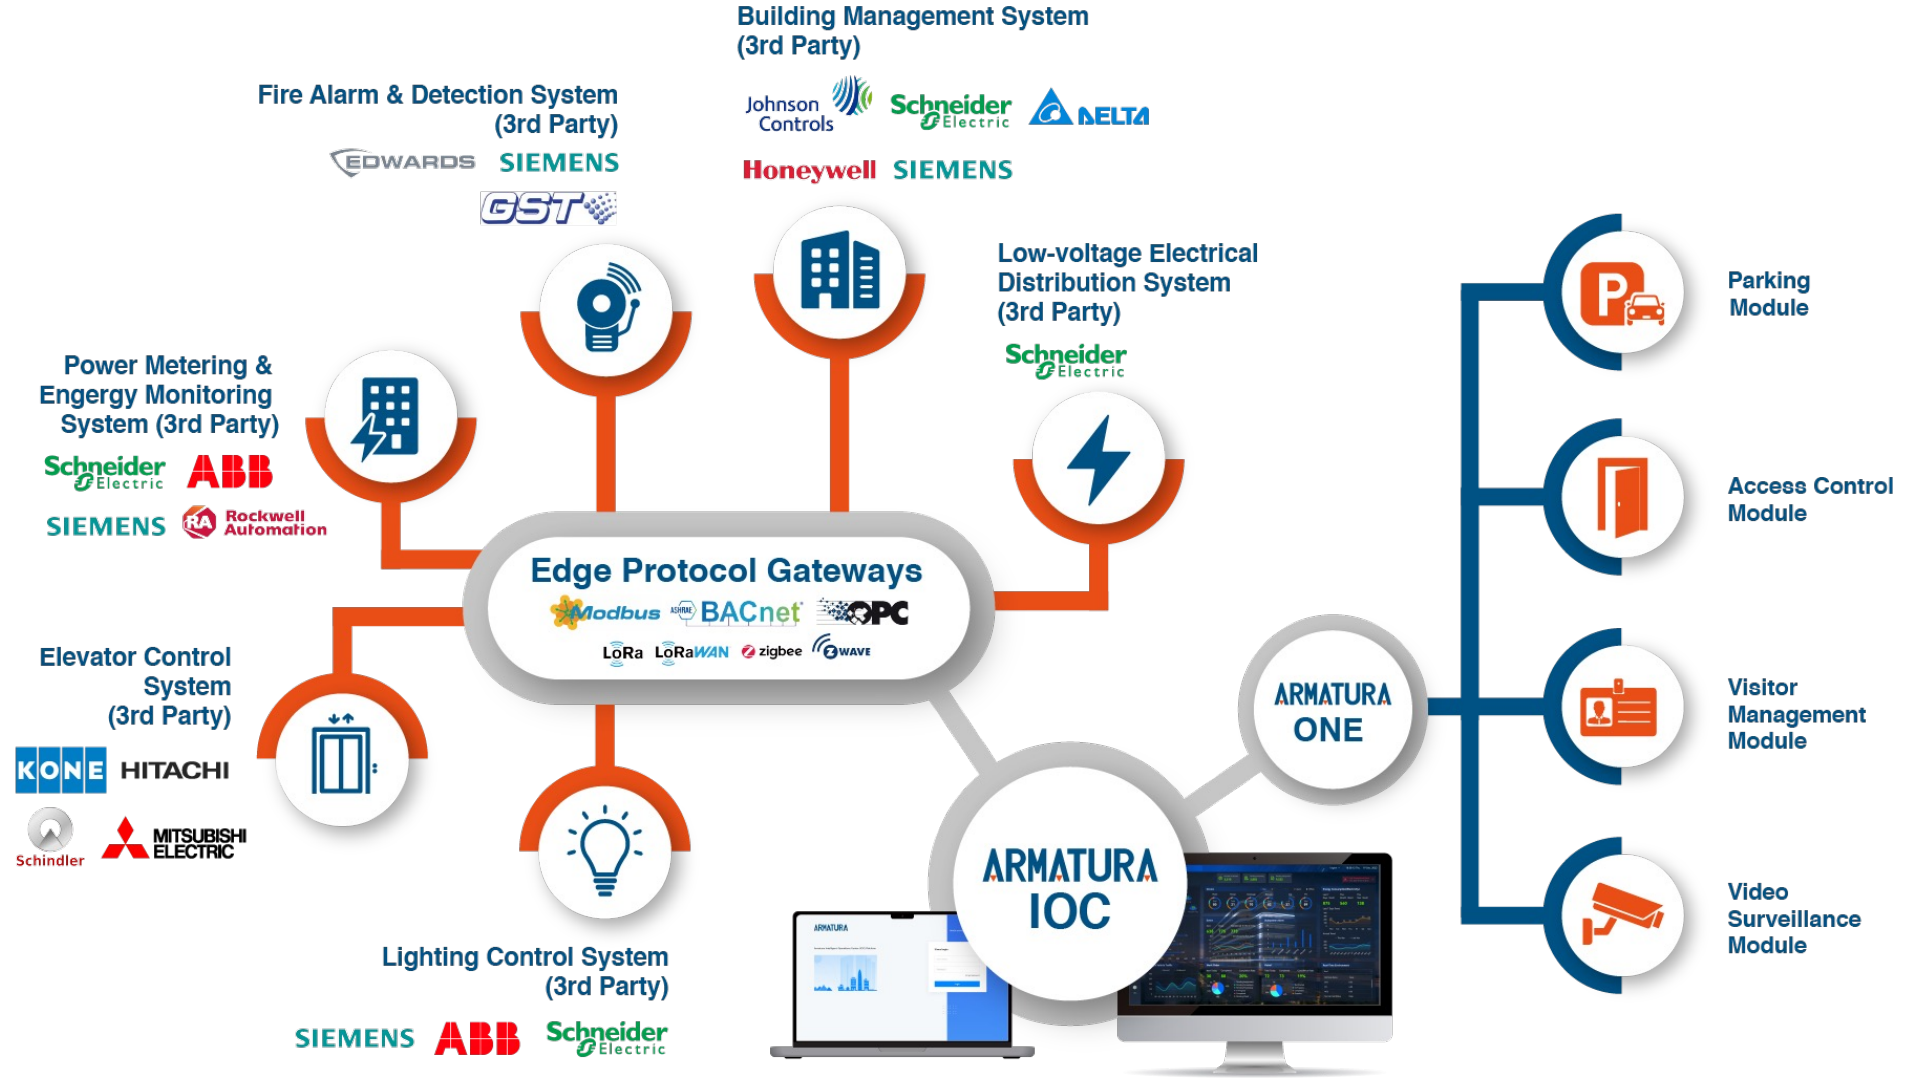 Building Management System
(3rd Party)
Johnson
Controls
Schneider
Electric
DELTA
Honeywell
SIEMENS
Fire Alarm & Detection System
(3rd Party)
EDWARDS
SIEMENS
GST
Low-voltage Electrical
Distribution System
(3rd Party)
Schneider
Electric
Power Metering &
Engergy Monitoring
System (3rd Party)
Schneider
Electric
ABB
SIEMENS
RA
Rockwell
Automation
Edge Protocol Gateways
Modbus
ASHRAE BACnet
OPC
LoRa
LoRaWAN
zigbee
Z WAVE
Elevator Control
System
(3rd Party)
KONE
HITACHI
Schindler
MITSUBISHI
ELECTRIC
Lighting Control System
(3rd Party)
SIEMENS
ABB
Schneider
Electric
ARMATURA
IOC
ARMATURA
ARMATURA
ONE
P
Parking
Module
Access Control
Module
Visitor
Management
Module
Video
Surveillance
Module